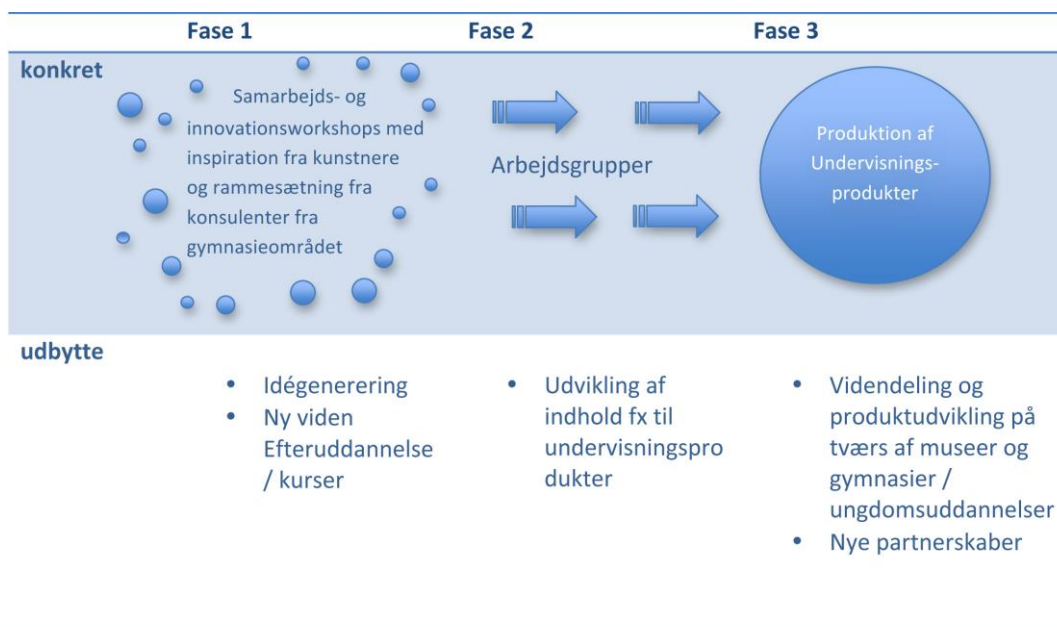 Fase 1
Fase 2
Fase 3
konkret
Samarbejds- og
innovationsworkshops med
inspiration fra kunstnere
og rammesætning fra
konsulenter fra
gymnasieområdet
Arbejdsgrupper
Produktion af
Undervisnings-
produkter
udbytte
• Idégenerering
• Ny viden
Efteruddannelse
/ kurser
• Udvikling af
indhold fx til
undervisningspro
dukter
• Videndeling og
produktudvikling på
tværs af museer og
gymnasier /
ungdomsuddannelser
• Nye partnerskaber